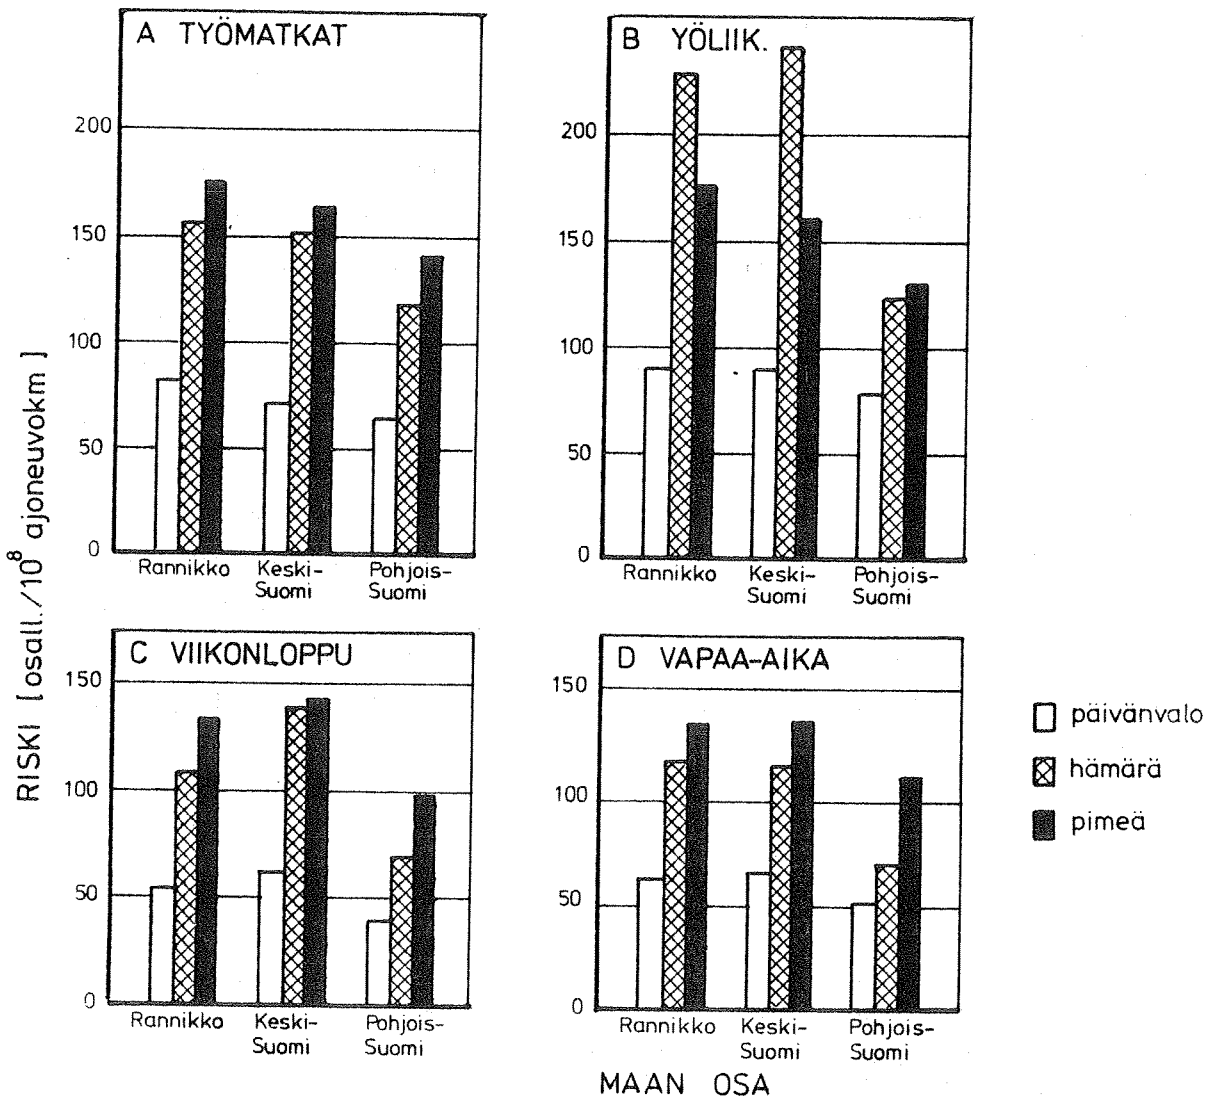 A TYÖMATKAT
200
150
100
50
0
Rannikko Keski-Suomi Pohjois-Suomi
B YÖLIIK.
200
150
100
50
0
Rannikko Keski-Suomi Pohjois-Suomi
RISKI [osall./10⁸ ajoneuvokm]
C VIIKONLOPPU
150
100
50
0
Rannikko Keski-Suomi Pohjois-Suomi
D VAPAA-AIKA
150
100
50
0
Rannikko Keski-Suomi Pohjois-Suomi
päivänvalo
hämärä
pimeä
MAAN OSA